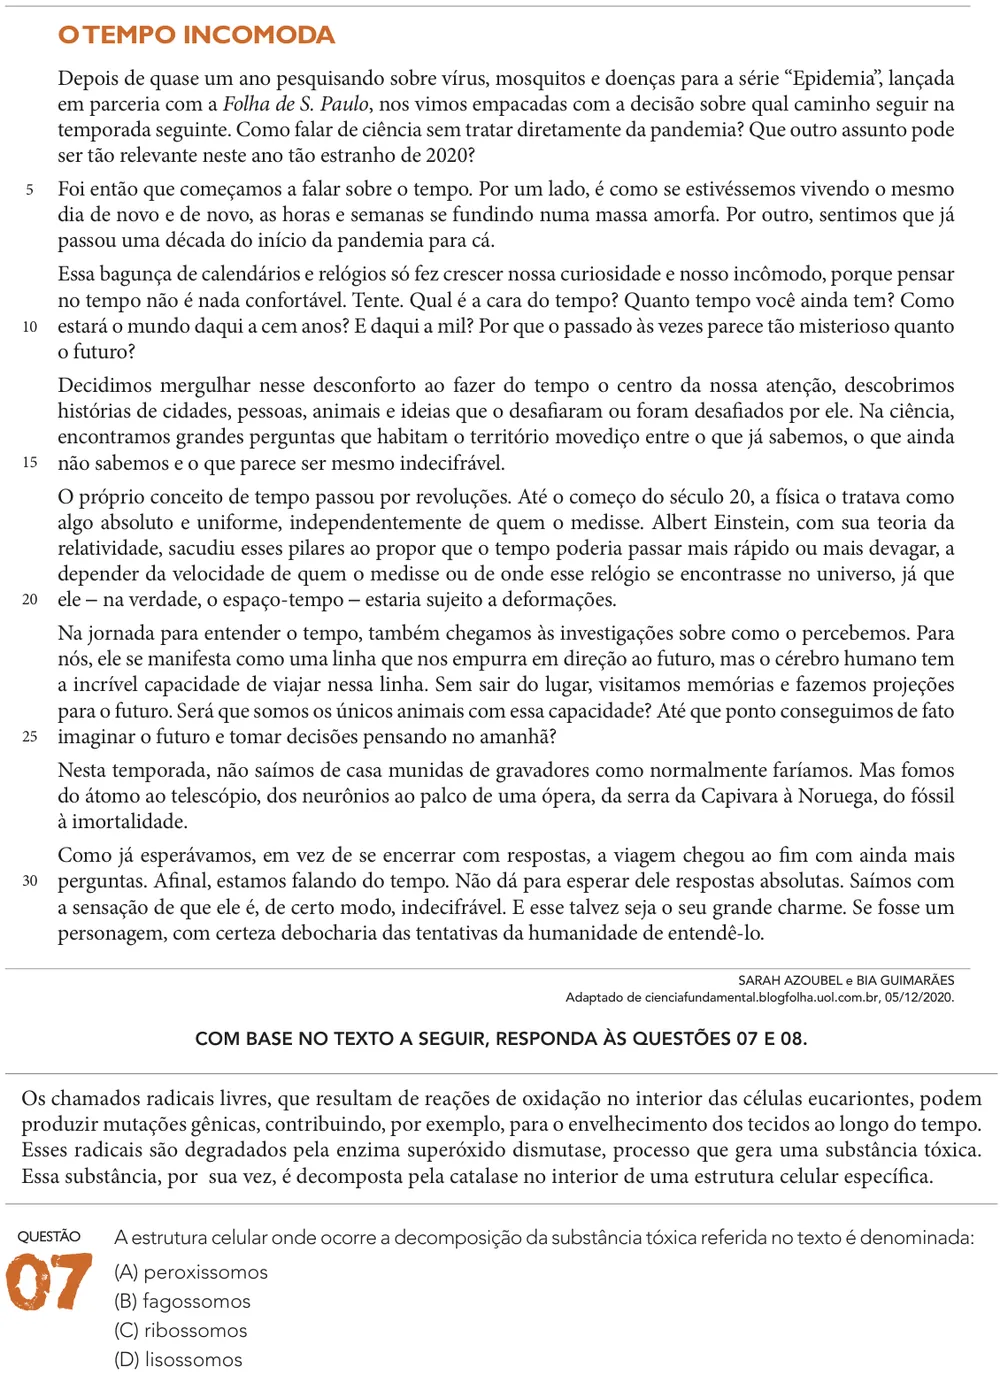 O TEMPO INCOMODA
Depois de quase um ano pesquisando sobre vírus, mosquitos e doenças para a série “Epidemia”, lançada
em parceria com a Folha de S. Paulo, nos vimos empacadas com a decisão sobre qual caminho seguir na
temporada seguinte. Como falar de ciência sem tratar diretamente da pandemia? Que outro assunto pode
ser tão relevante neste ano tão estranho de 2020?
5 Foi então que começamos a falar sobre o tempo. Por um lado, é como se estivéssemos vivendo o mesmo
dia de novo e de novo, as horas e semanas se fundindo numa massa amorfa. Por outro, sentimos que já
passou uma década do início da pandemia para cá.
Essa bagunça de calendários e relógios só fez crescer nossa curiosidade e nosso incômodo, porque pensar
no tempo não é nada confortável. Tente. Qual é a cara do tempo? Quanto tempo você ainda tem? Como
10 estará o mundo daqui a cem anos? E daqui a mil? Por que o passado às vezes parece tão misterioso quanto
o futuro?
Decidimos mergulhar nesse desconforto ao fazer do tempo o centro da nossa atenção, descobrimos
histórias de cidades, pessoas, animais e ideias que o desafiaram ou foram desafiados por ele. Na ciência,
encontramos grandes perguntas que habitam o território movediço entre o que já sabemos, o que ainda
15 não sabemos e o que parece ser mesmo indecifrável.
O próprio conceito de tempo passou por revoluções. Até o começo do século 20, a física o tratava como
algo absoluto e uniforme, independentemente de quem o medisse. Albert Einstein, com sua teoria da
relatividade, sacudiu esses pilares ao propor que o tempo poderia passar mais rápido ou mais devagar, a
depender da velocidade de quem o medisse ou de onde esse relógio se encontrasse no universo, já que
20 ele – na verdade, o espaço-tempo – estaria sujeito a deformações.
Na jornada para entender o tempo, também chegamos às investigações sobre como o percebemos. Para
nós, ele se manifesta como uma linha que nos empurra em direção ao futuro, mas o cérebro humano tem
a incrível capacidade de viajar nessa linha. Sem sair do lugar, visitamos memórias e fazemos projeções
para o futuro. Será que somos os únicos animais com essa capacidade? Até que ponto conseguimos de fato
25 imaginar o futuro e tomar decisões pensando no amanhã?
Nesta temporada, não saímos de casa munidas de gravadores como normalmente faríamos. Mas fomos
do átomo ao telescópio, dos neurônios ao palco de uma ópera, da serra da Capivara à Noruega, do fóssil
à imortalidade.
Como já esperávamos, em vez de se encerrar com respostas, a viagem chegou ao fim com ainda mais
30 perguntas. Afinal, estamos falando do tempo. Não dá para esperar dele respostas absolutas. Saímos com
a sensação de que ele é, de certo modo, indecifrável. E esse talvez seja o seu grande charme. Se fosse um
personagem, com certeza debocharia das tentativas da humanidade de entendê-lo.
SARAH AZOUBEL e BIA GUIMARÃES
Adaptado de cienciafundamental.blogfolha.uol.com.br, 05/12/2020.
COM BASE NO TEXTO A SEGUIR, RESPONDA ÀS QUESTÕES 07 E 08.
Os chamados radicais livres, que resultam de reações de oxidação no interior das células eucariontes, podem
produzir mutações gênicas, contribuindo, por exemplo, para o envelhecimento dos tecidos ao longo do tempo.
Esses radicais são degradados pela enzima superóxido dismutase, processo que gera uma substância tóxica.
Essa substância, por sua vez, é decomposta pela catalase no interior de uma estrutura celular específica.
QUESTÃO
07
A estrutura celular onde ocorre a decomposição da substância tóxica referida no texto é denominada:
(A) peroxissomos
(B) fagossomos
(C) ribossomos
(D) lisossomos